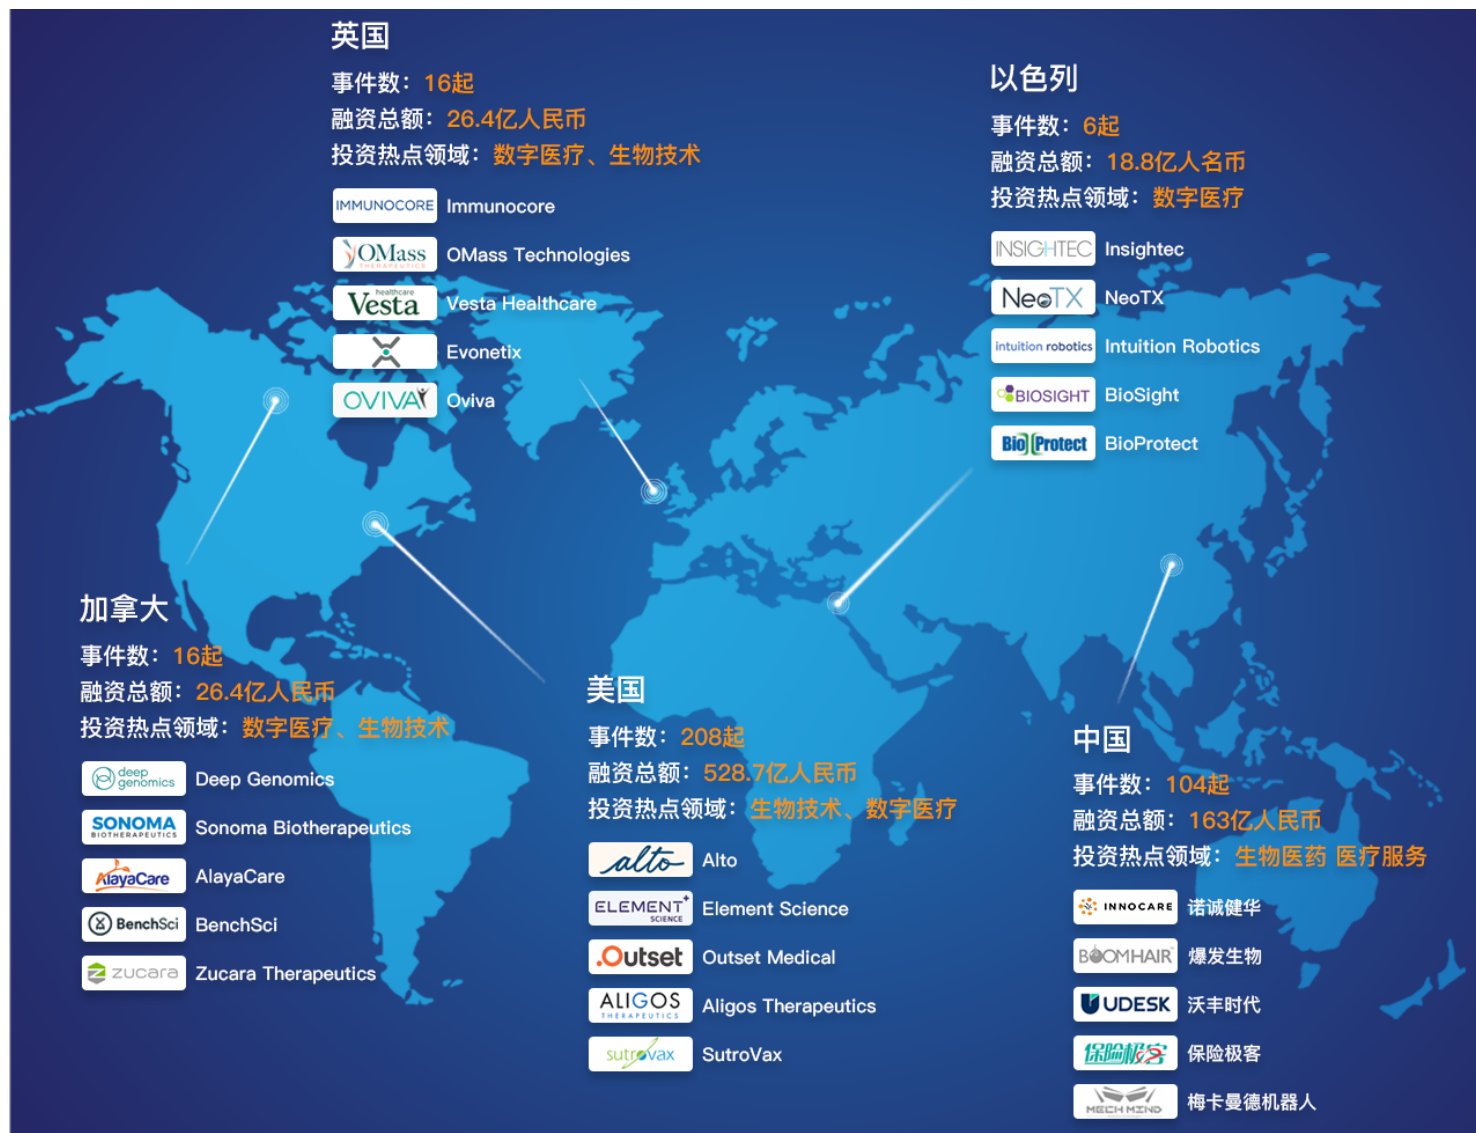 英国
事件数：16起
融资总额：26.4亿人民币
投资热点领域：数字医疗、生物技术
IMMUNOCORE Immunocore
OMass THERAPEUTICS OMass Technologies
healthcare Vesta Vesta Healthcare
Evonetix
OVIVA Oviva
以色列
事件数：6起
融资总额：18.8亿人名币
投资热点领域：数字医疗
INSIGHTEC Insightec
NeoTX NeoTX
intuition robotics Intuition Robotics
BIOSIGHT BioSight
BioProtect BioProtect
加拿大
事件数：16起
融资总额：26.4亿人民币
投资热点领域：数字医疗、生物技术
deep genomics Deep Genomics
SONOMA BIOTHERAPEUTICS Sonoma Biotherapeutics
AlayaCare AlayaCare
BenchSci BenchSci
zucara Zucara Therapeutics
美国
事件数：208起
融资总额：528.7亿人民币
投资热点领域：生物技术、数字医疗
alto Alto
ELEMENT SCIENCE Element Science
.Outset Outset Medical
ALIGOS THERAPEUTICS Aligos Therapeutics
sutrovax SutroVax
中国
事件数：104起
融资总额：163亿人民币
投资热点领域：生物医药 医疗服务
INNOCARE 诺诚健华
BOOMHAIR 爆发生物
UDESK 沃丰时代
保险极客 保险极客
MECH MIND 梅卡曼德机器人